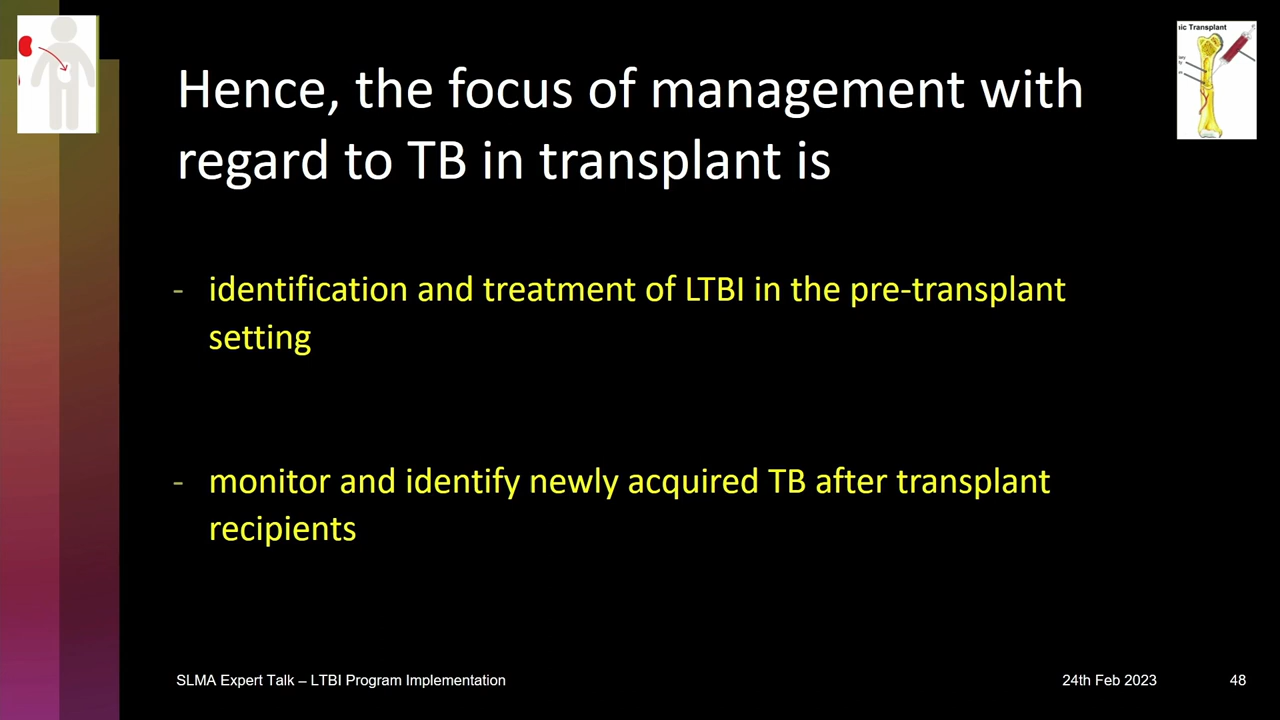 nic Transplant
Hence, the focus of management with
regard to TB in transplant is
- identification and treatment of LTBI in the pre-transplant
setting
- monitor and identify newly acquired TB after transplant
recipients
SLMA Expert Talk – LTBI Program Implementation
24th Feb 2023
48